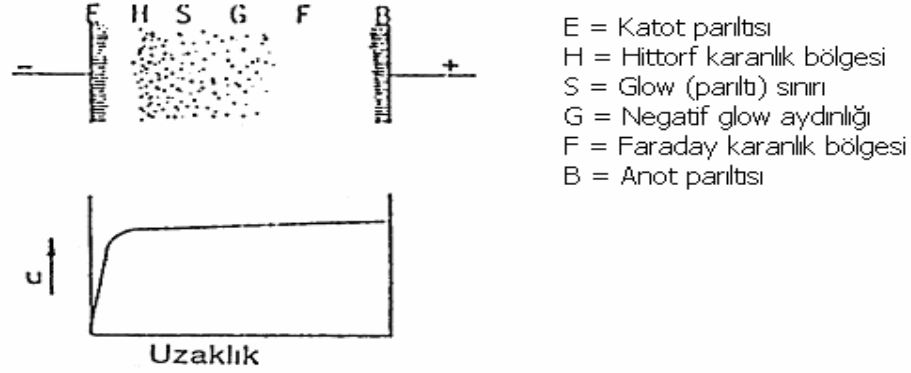 E H S G F B
- +
E = Katot parıltısı
H = Hittorf karanlık bölgesi
S = Glow (parıltı) sınırı
G = Negatif glow aydınlığı
F = Faraday karanlık bölgesi
B = Anot parıltısı
U
Uzaklık